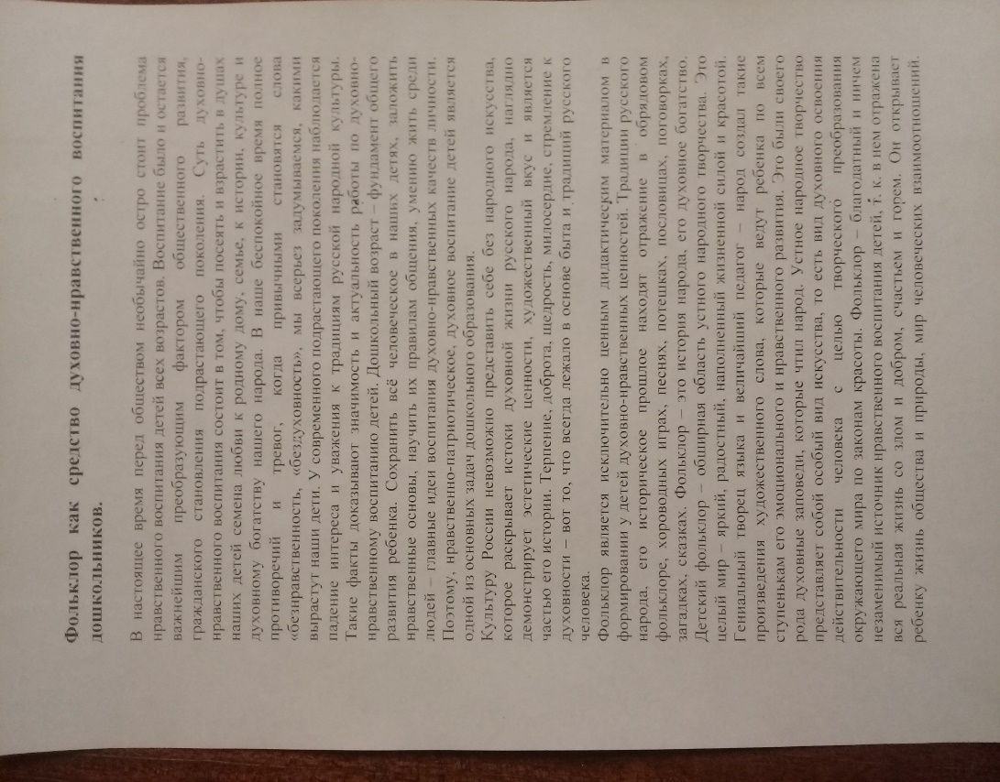 Фольклор как средство духовно-нравственного воспитания
дошкольников.
В настоящее время перед обществом необычайно остро стоит проблема
нравственного воспитания детей всех возрастов. Воспитание было и остается
важнейшим преобразующим фактором общественного развития,
гражданского становления подрастающего поколения. Суть духовно-
нравственного воспитания состоит в том, чтобы посеять и взрастить в душах
наших детей семена любви к родному дому, семье, к истории, культуре и
духовному богатству нашего народа. В наше беспокойное время полное
противоречий и тревог, когда привычными становятся слова
«безнравственность, «бездуховность», мы всерьез задумываемся, какими
вырастут наши дети. У современного подрастающего поколения наблюдается
падение интереса и уважения к традициям русской народной культуры.
Такие факты доказывают значимость и актуальность работы по духовно-
нравственному воспитанию детей. Дошкольный возраст – фундамент общего
развития ребенка. Сохранить всё человеческое в наших детях, заложить
нравственные основы, научить их правилам общения, умению жить среди
людей – главные идеи воспитания духовно-нравственных качеств личности.
Поэтому, нравственно-патриотическое, духовное воспитание детей является
одной из основных задач дошкольного образования.
Культуру России невозможно представить себе без народного искусства,
которое раскрывает истоки духовной жизни русского народа, наглядно
демонстрирует эстетические ценности, художественный вкус и является
частью его истории. Терпение, доброта, щедрость, милосердие, стремление к
духовности – вот то, что всегда лежало в основе быта и традиций русского
человека.
Фольклор является исключительно ценным дидактическим материалом в
формировании у детей духовно-нравственных ценностей. Традиции русского
народа, его историческое прошлое находят отражение в обрядовом
фольклоре, хороводных играх, песнях, потешках, пословицах, поговорках,
загадках, сказках. Фольклор – это история народа, его духовное богатство.
Детский фольклор – обширная область устного народного творчества. Это
целый мир – яркий, радостный, наполненный жизненной силой и красотой.
Гениальный творец языка и величайший педагог – народ создал такие
произведения художественного слова, которые ведут ребенка по всем
ступенькам его эмоционального и нравственного развития. Это были своего
рода духовные заповеди, которые чтил народ. Устное народное творчество
представляет собой особый вид искусства, то есть вид духовного освоения
действительности человека с целью творческого преобразования
окружающего мира по законам красоты. Фольклор – благодатный и ничем
незаменимый источник нравственного воспитания детей, т. к. в нем отражена
вся реальная жизнь со злом и добром, счастьем и горем. Он открывает
ребенку жизнь общества и природы, мир человеческих взаимоотношений.